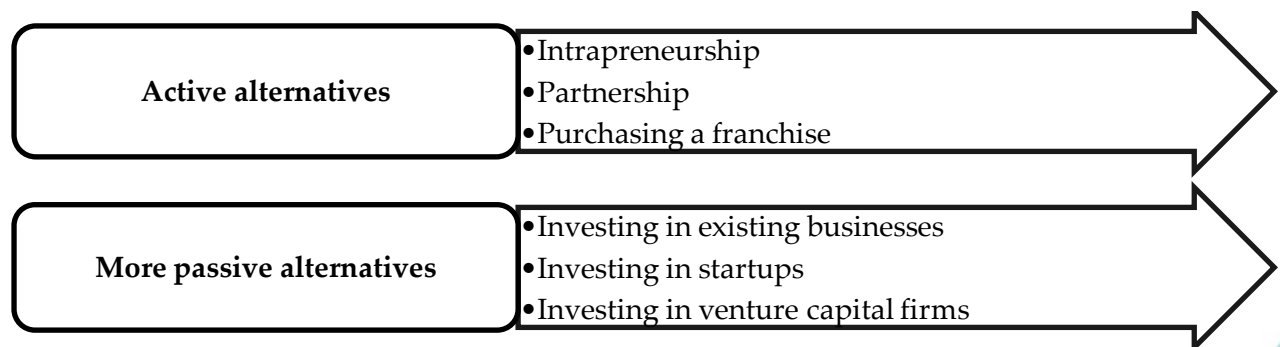 Active alternatives
•Intrapreneurship
•Partnership
•Purchasing a franchise
More passive alternatives
•Investing in existing businesses
•Investing in startups
•Investing in venture capital firms